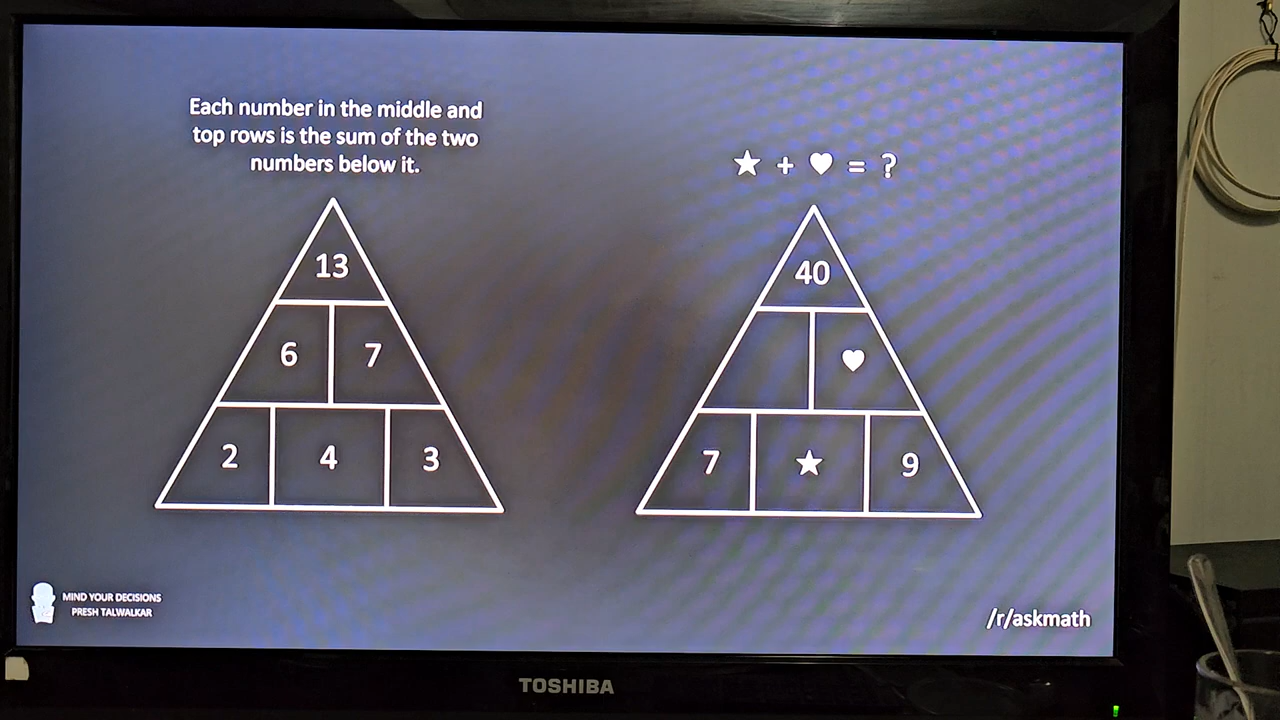 Each number in the middle and
top rows is the sum of the two
numbers below it.
★ + ♥ = ?
13
6 7
2 4 3
40
♥
7 ★ 9
MIND YOUR DECISIONS
PRESH TALWALKAR
/r/askmath
TOSHIBA